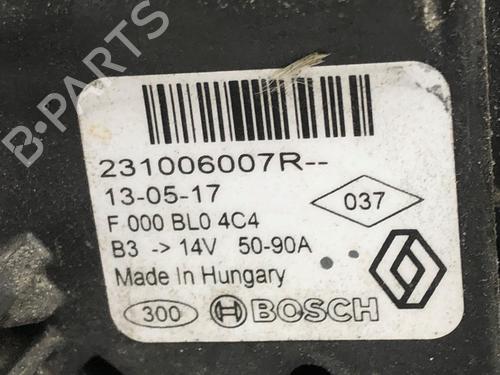 B-PARTS
231006007R--
13-05-17
037
F 000 BL0 4C4
B3 -> 14V 50-90A
Made In Hungary
300 BOSCH